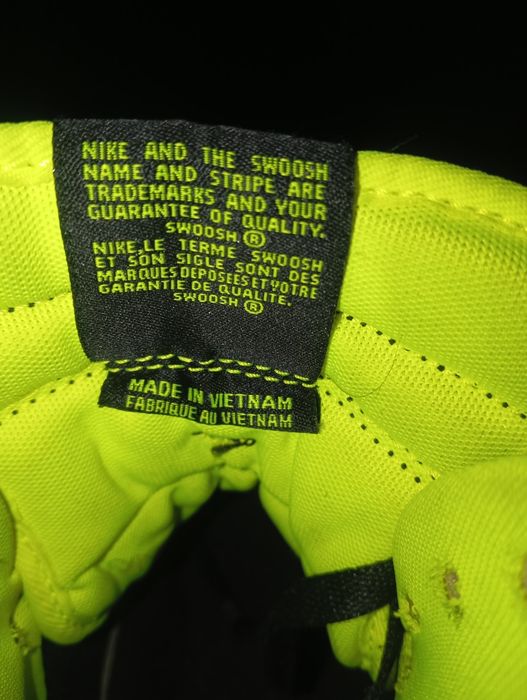 NIKE AND THE SWOOSH
NAME AND STRIPE ARE
TRADEMARKS AND YOUR
GUARANTEE OF QUALITY.
SWOOSH.®
NIKE,LE TERME SWOOSH
ET SON SIGLE SONT DES
MARQUES DEPOSEES ET VOTRE
GARANTIE DE QUALITE.
SWOOSH ®
MADE IN VIETNAM
FABRIQUE AU VIETNAM